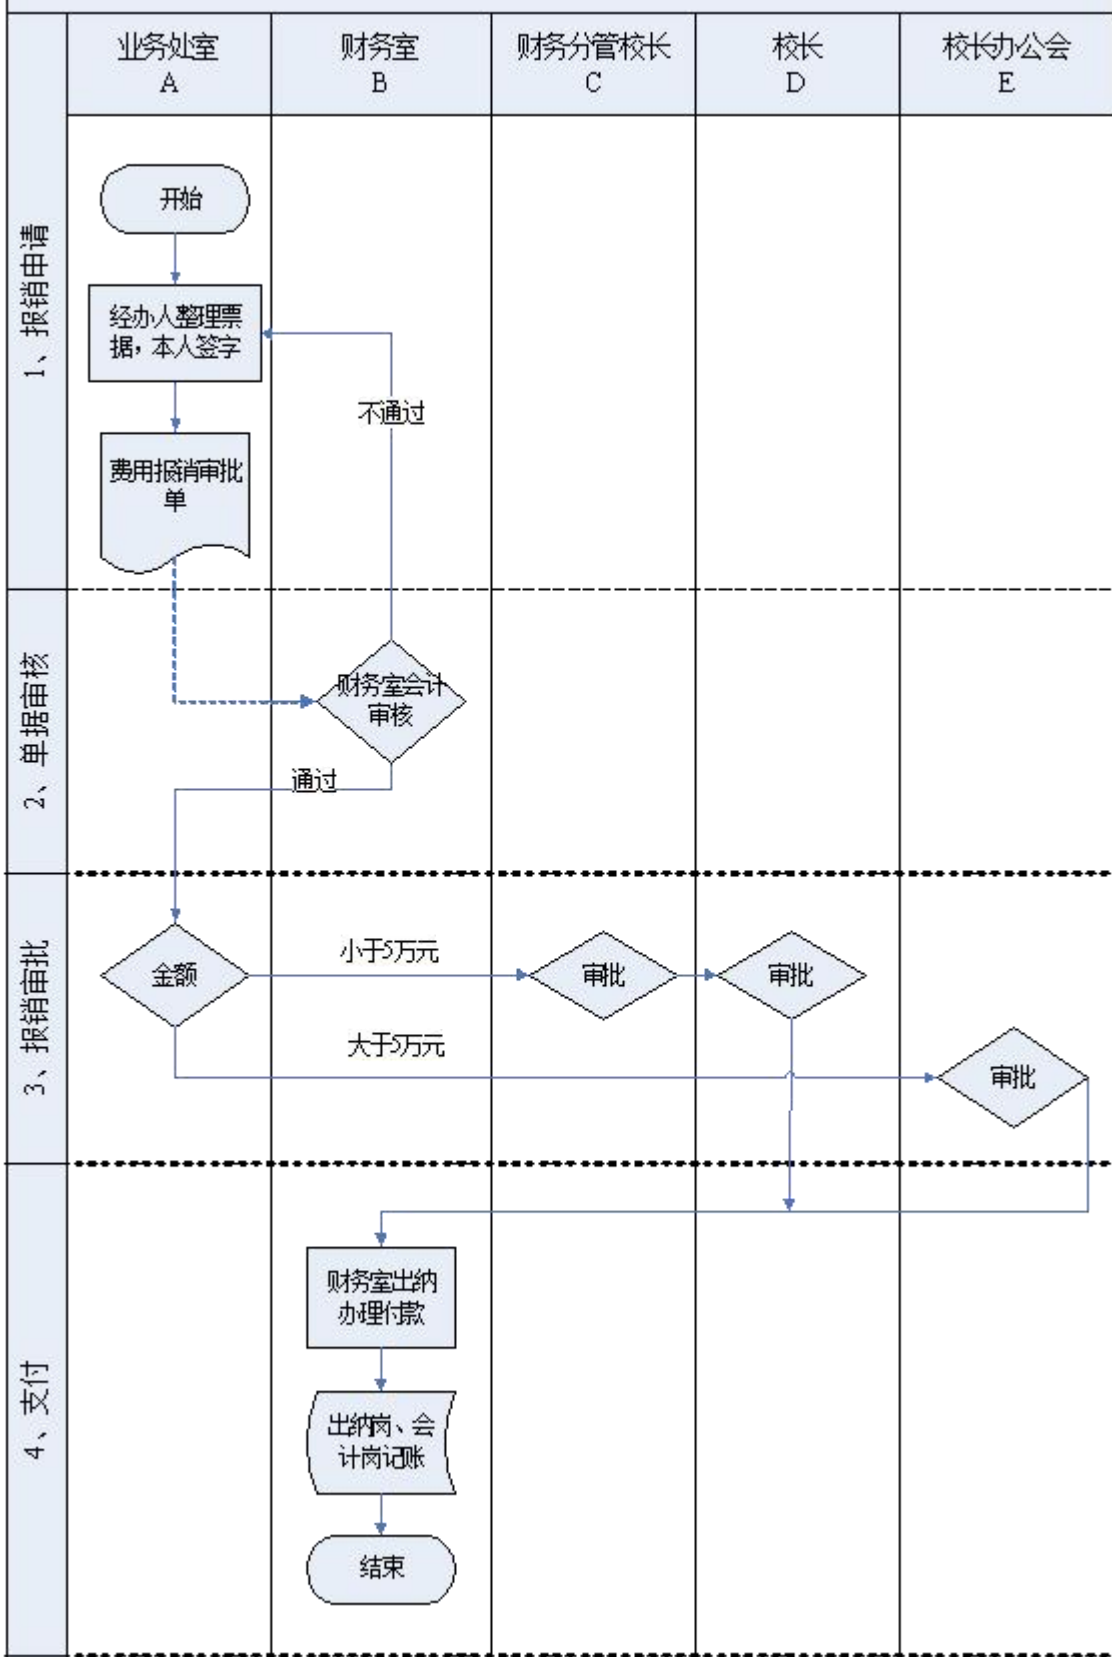 业务处室
A
财务室
B
财务分管校长
C
校长
D
校长办公会
E
1、报销申请
开始
经办人整理票
据，本人签字
不通过
费用报销审批
单
2、单据审核
财务室会计
审核
通过
3、报销审批
金额
小于5万元
审批
审批
大于5万元
审批
4、支付
财务室出纳
办理付款
出纳岗、会
计岗记账
结束